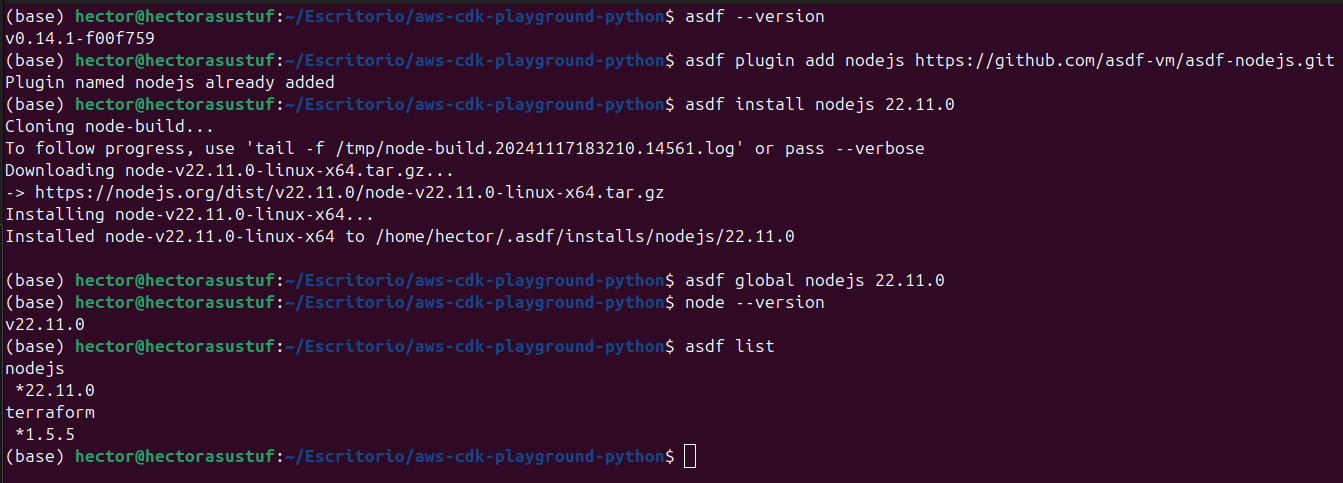 (base) hector@hectorasustuf:~/Escritorio/aws-cdk-playground-python$ asdf --version
v0.14.1-f00f759
(base) hector@hectorasustuf:~/Escritorio/aws-cdk-playground-python$ asdf plugin add nodejs https://github.com/asdf-vm/asdf-nodejs.git
Plugin named nodejs already added
(base) hector@hectorasustuf:~/Escritorio/aws-cdk-playground-python$ asdf install nodejs 22.11.0
Cloning node-build...
To follow progress, use 'tail -f /tmp/node-build.20241117183210.14561.log' or pass --verbose
Downloading node-v22.11.0-linux-x64.tar.gz...
-> https://nodejs.org/dist/v22.11.0/node-v22.11.0-linux-x64.tar.gz
Installing node-v22.11.0-linux-x64...
Installed node-v22.11.0-linux-x64 to /home/hector/.asdf/installs/nodejs/22.11.0
(base) hector@hectorasustuf:~/Escritorio/aws-cdk-playground-python$ asdf global nodejs 22.11.0
(base) hector@hectorasustuf:~/Escritorio/aws-cdk-playground-python$ node --version
v22.11.0
(base) hector@hectorasustuf:~/Escritorio/aws-cdk-playground-python$ asdf list
nodejs
 *22.11.0
terraform
 *1.5.5
(base) hector@hectorasustuf:~/Escritorio/aws-cdk-playground-python$